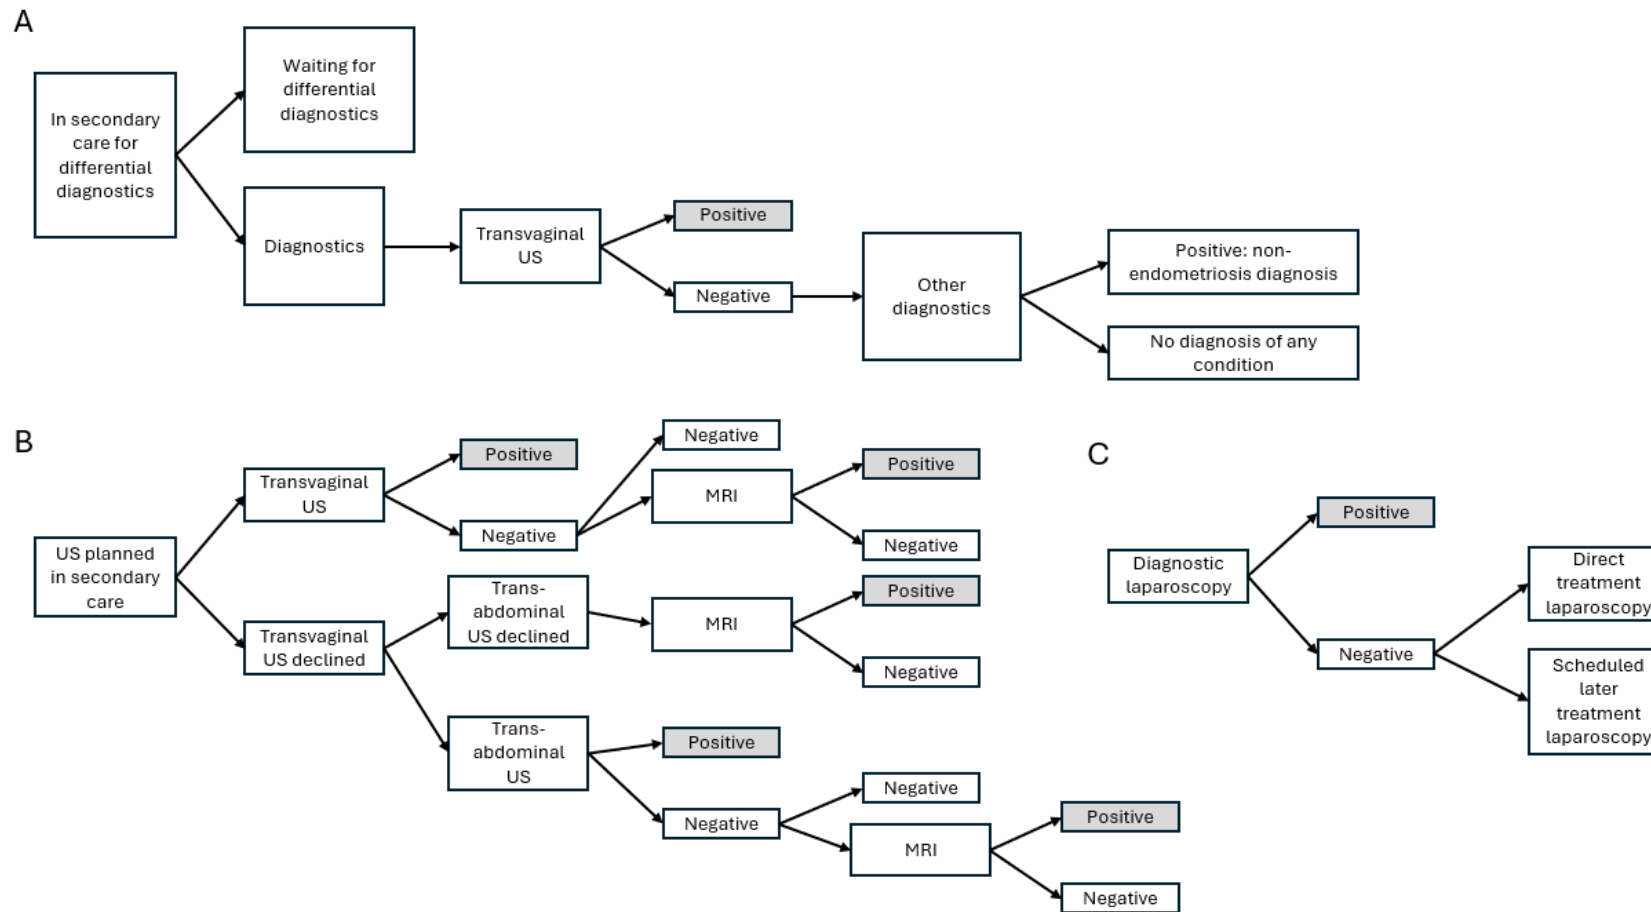 A
Waiting for
differential
diagnostics
In secondary
care for
differential
diagnostics
Diagnostics
Transvaginal
US
Positive
Negative
Other
diagnostics
Positive: non-
endometriosis diagnosis
No diagnosis of any
condition
B
US planned
in secondary
care
Transvaginal
US
Positive
Negative
Negative
MRI
Positive
Negative
Transvaginal
US declined
Trans-
abdominal
US declined
MRI
Positive
Negative
Trans-
abdominal
US
Positive
Negative
Negative
MRI
Positive
Negative
C
Diagnostic
laparoscopy
Positive
Negative
Direct
treatment
laparoscopy
Scheduled
later
treatment
laparoscopy